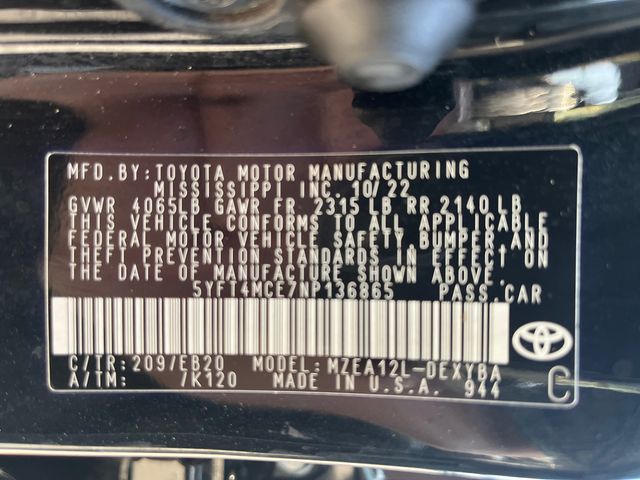 MFD. BY: TOYOTA MOTOR MANUFACTURING
MISSISSIPPI INC. 10/22
GVWR 4065LB GAWR FR 2315 LB RR 2140 LB
THIS VEHICLE CONFORMS TO ALL APPLICABLE
FEDERAL MOTOR VEHICLE SAFETY,BUMPER,AND
THEFT PREVENTION STANDARDS IN EFFECT ON
THE DATE OF MANUFACTURE SHOWN ABOVE.
5YFT4MCE7NP136865 PASS.CAR
C/TR: 209/EB20 MODEL: MZEA12L-DEXYBA
A/TM: /K120 MADE IN U.S.A. 944 C